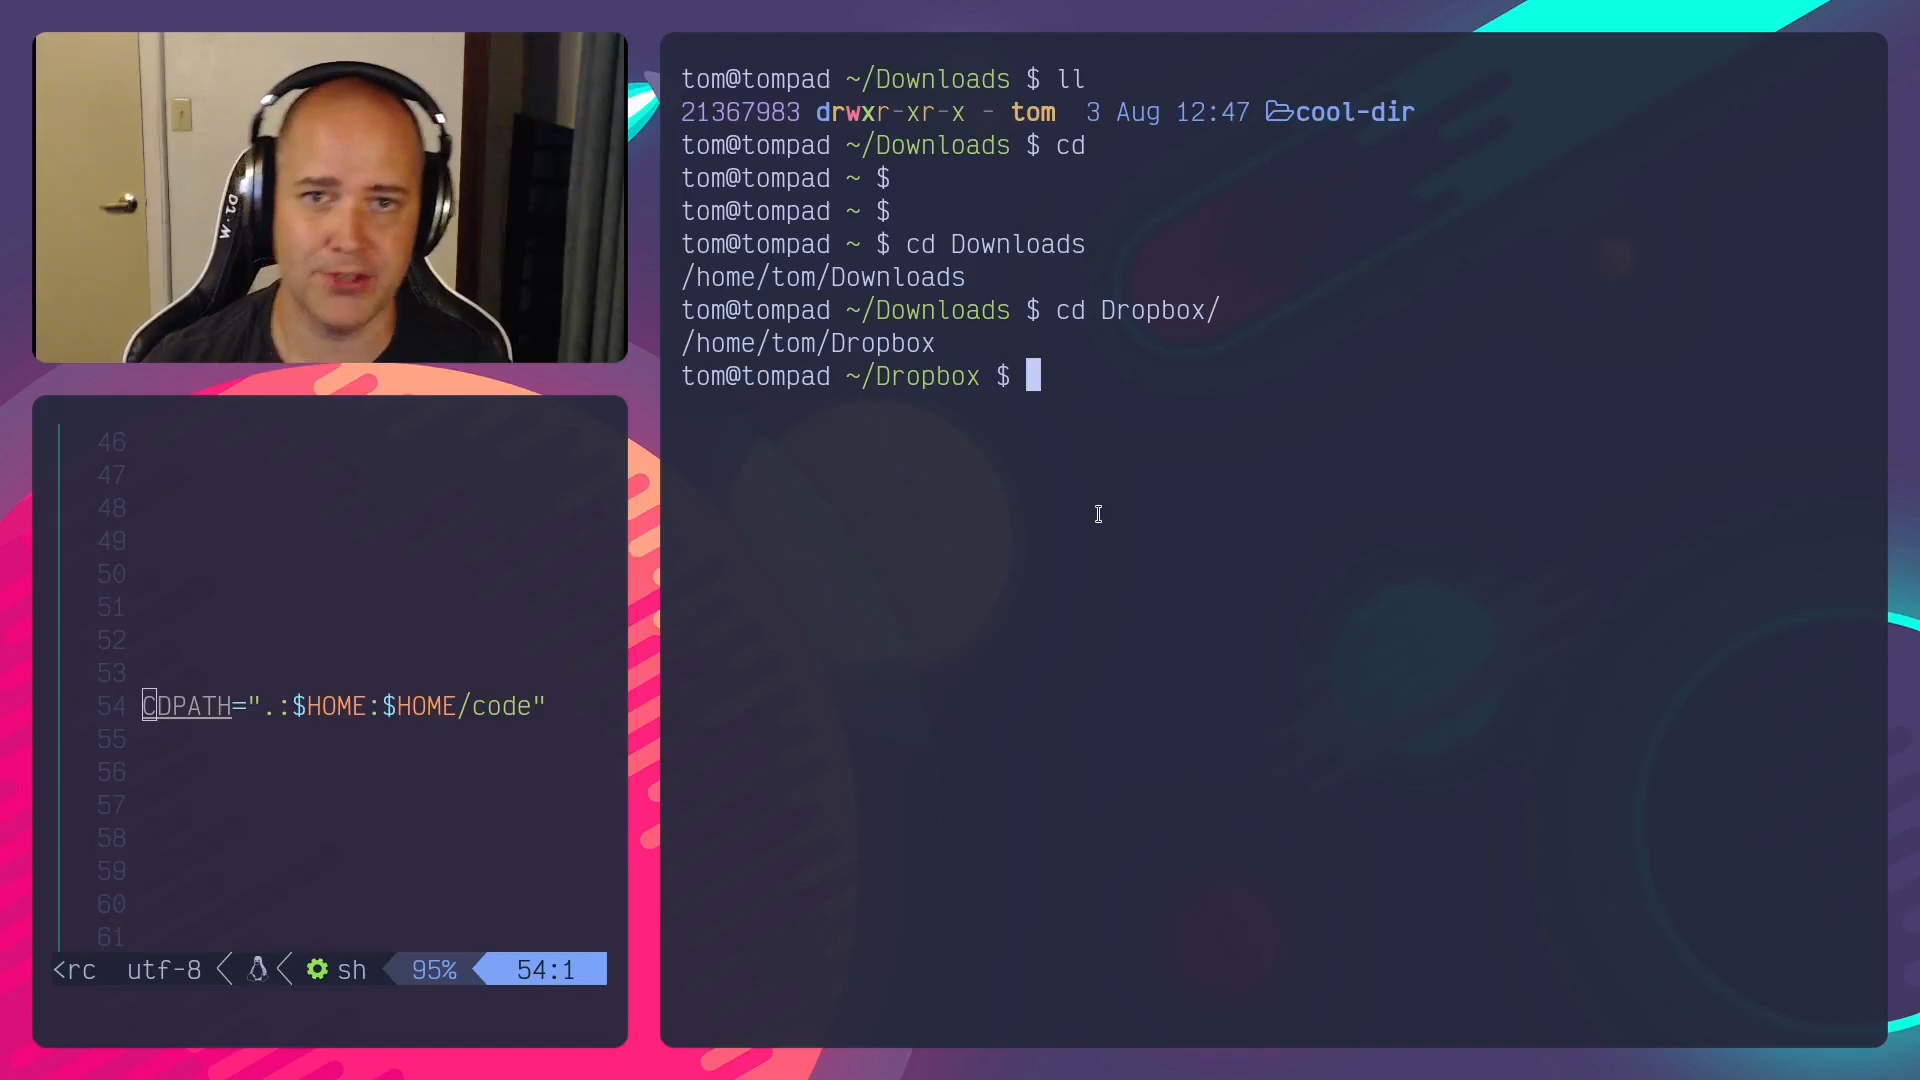 tom@tompad ~/Downloads $ ll
21367983 drwxr-xr-x - tom  3 Aug 12:47 cool-dir
tom@tompad ~/Downloads $ cd
tom@tompad ~ $
tom@tompad ~ $
tom@tompad ~ $ cd Downloads
/home/tom/Downloads
tom@tompad ~/Downloads $ cd Dropbox/
/home/tom/Dropbox
tom@tompad ~/Dropbox $
46
47
48
49
50
51
52
53
54 CDPATH=".:$HOME:$HOME/code"
55
56
57
58
59
60
61
<rc utf-8 sh 95% 54:1